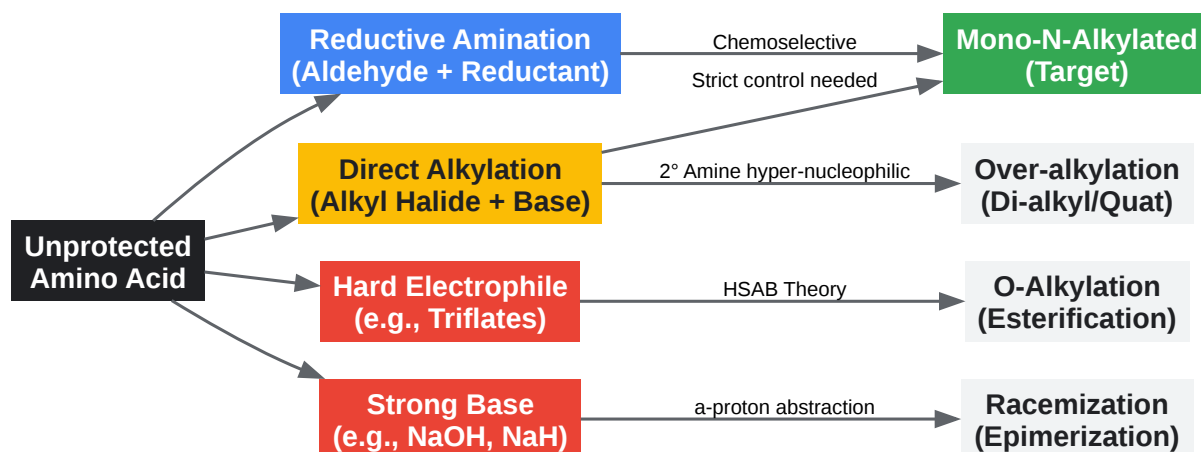 Reductive Amination
(Aldehyde + Reductant)
Chemoselective
Mono-N-Alkylated
(Target)
Strict control needed
Direct Alkylation
(Alkyl Halide + Base)
2° Amine hyper-nucleophilic
Over-alkylation
(Di-alkyl/Quat)
Unprotected
Amino Acid
Hard Electrophile
(e.g., Triflates)
HSAB Theory
O-Alkylation
(Esterification)
Strong Base
(e.g., NaOH, NaH)
a-proton abstraction
Racemization
(Epimerization)